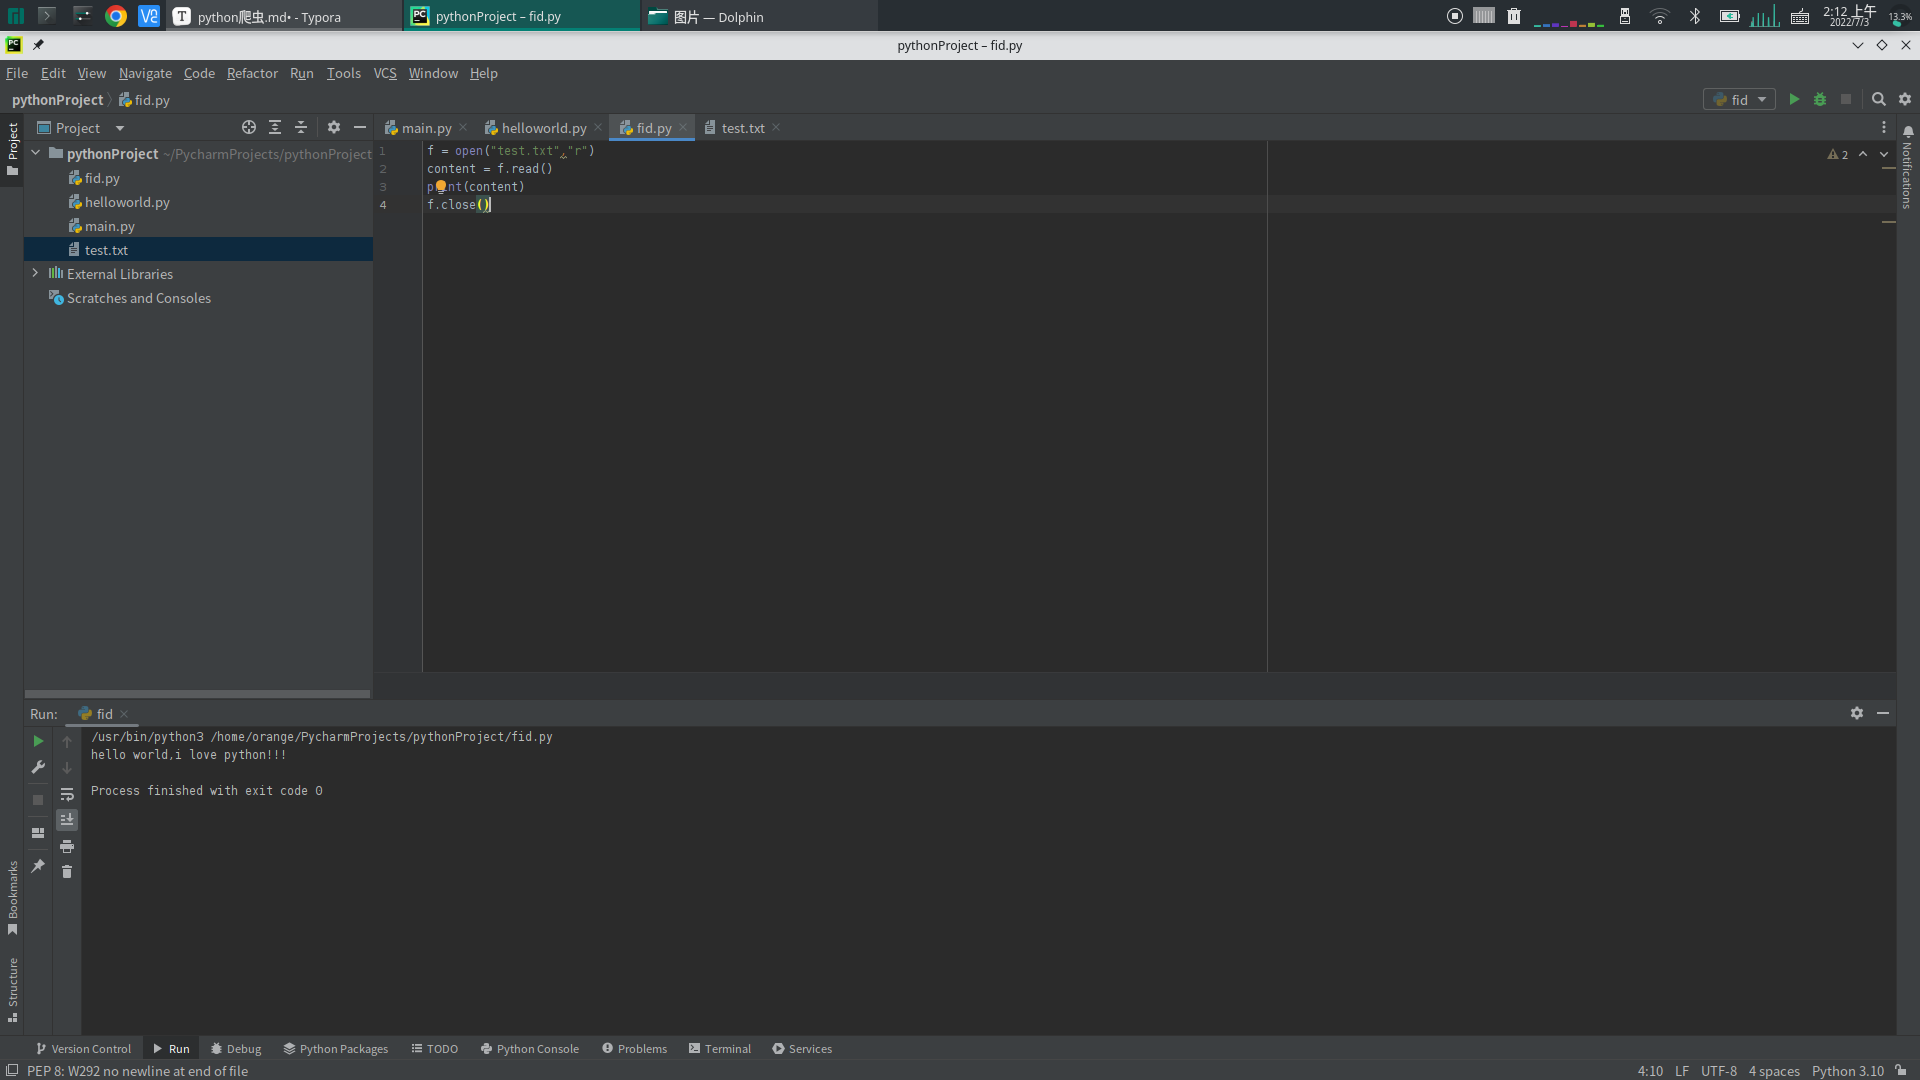 python爬虫.md• - Typora
pythonProject – fid.py
图片 — Dolphin
2:12 上午
2022/7/3
13.3%
pythonProject – fid.py
File Edit View Navigate Code Refactor Run Tools VCS Window Help
pythonProject fid.py
fid
Project
main.py
helloworld.py
fid.py
test.txt
Project
Notifications
pythonProject ~/PycharmProjects/pythonProject
fid.py
helloworld.py
main.py
test.txt
External Libraries
Scratches and Consoles
1 f = open("test.txt","r")
2 content = f.read()
3 print(content)
4 f.close()
2
Run: fid
/usr/bin/python3 /home/orange/PycharmProjects/pythonProject/fid.py
hello world,i love python!!!
Process finished with exit code 0
Bookmarks
Structure
Version Control Run Debug Python Packages TODO Python Console Problems Terminal Services
PEP 8: W292 no newline at end of file
4:10 LF UTF-8 4 spaces Python 3.10